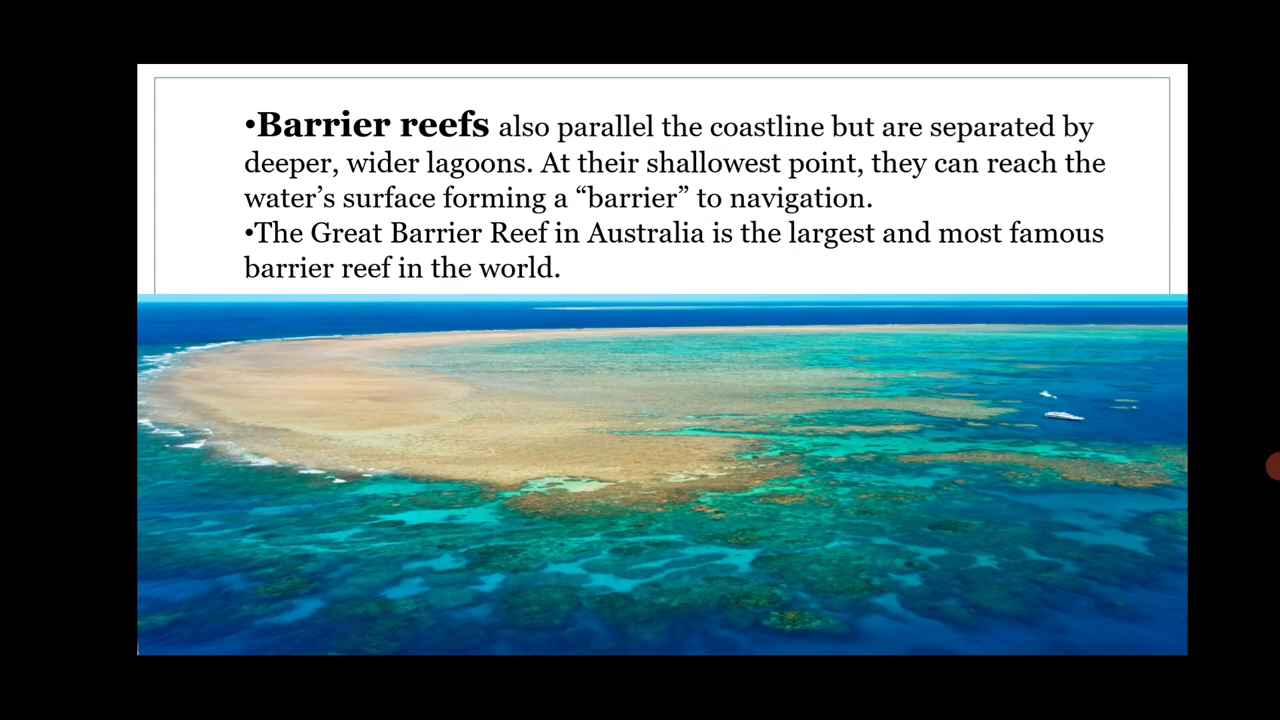 •Barrier reefs also parallel the coastline but are separated by
deeper, wider lagoons. At their shallowest point, they can reach the
water’s surface forming a “barrier” to navigation.
•The Great Barrier Reef in Australia is the largest and most famous
barrier reef in the world.